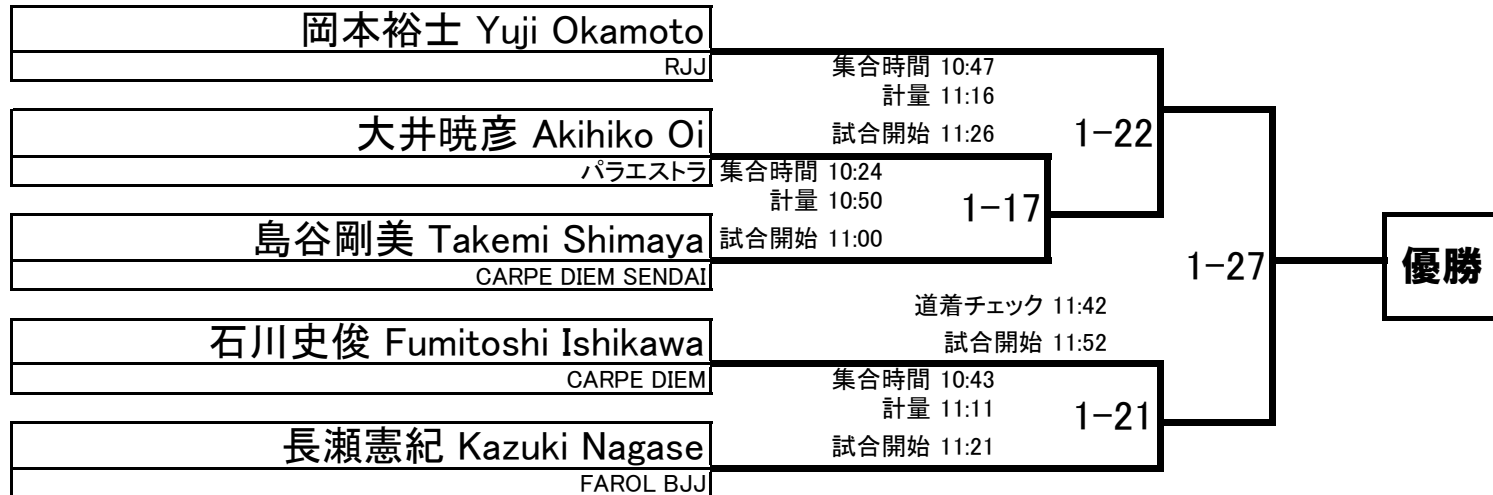 岡本裕士 Yuji Okamoto
RJJ
集合時間 10:47
計量 11:16
試合開始 11:26
1-22
大井暁彦 Akihiko Oi
パラエストラ
集合時間 10:24
計量 10:50
試合開始 11:00
1-17
島谷剛美 Takemi Shimaya
CARPE DIEM SENDAI
1-27
優勝
道着チェック 11:42
試合開始 11:52
石川史俊 Fumitoshi Ishikawa
CARPE DIEM
集合時間 10:43
計量 11:11
試合開始 11:21
1-21
長瀬憲紀 Kazuki Nagase
FAROL BJJ